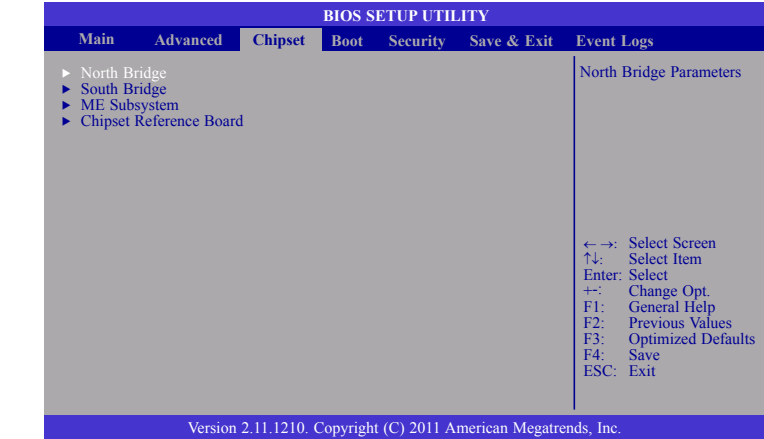 BIOS SETUP UTILITY
Main Advanced Chipset Boot Security Save & Exit Event Logs
► North Bridge
► South Bridge
► ME Subsystem
► Chipset Reference Board
North Bridge Parameters
←→: Select Screen
↑↓: Select Item
Enter: Select
+-: Change Opt.
F1: General Help
F2: Previous Values
F3: Optimized Defaults
F4: Save
ESC: Exit
Version 2.11.1210. Copyright (C) 2011 American Megatrends, Inc.